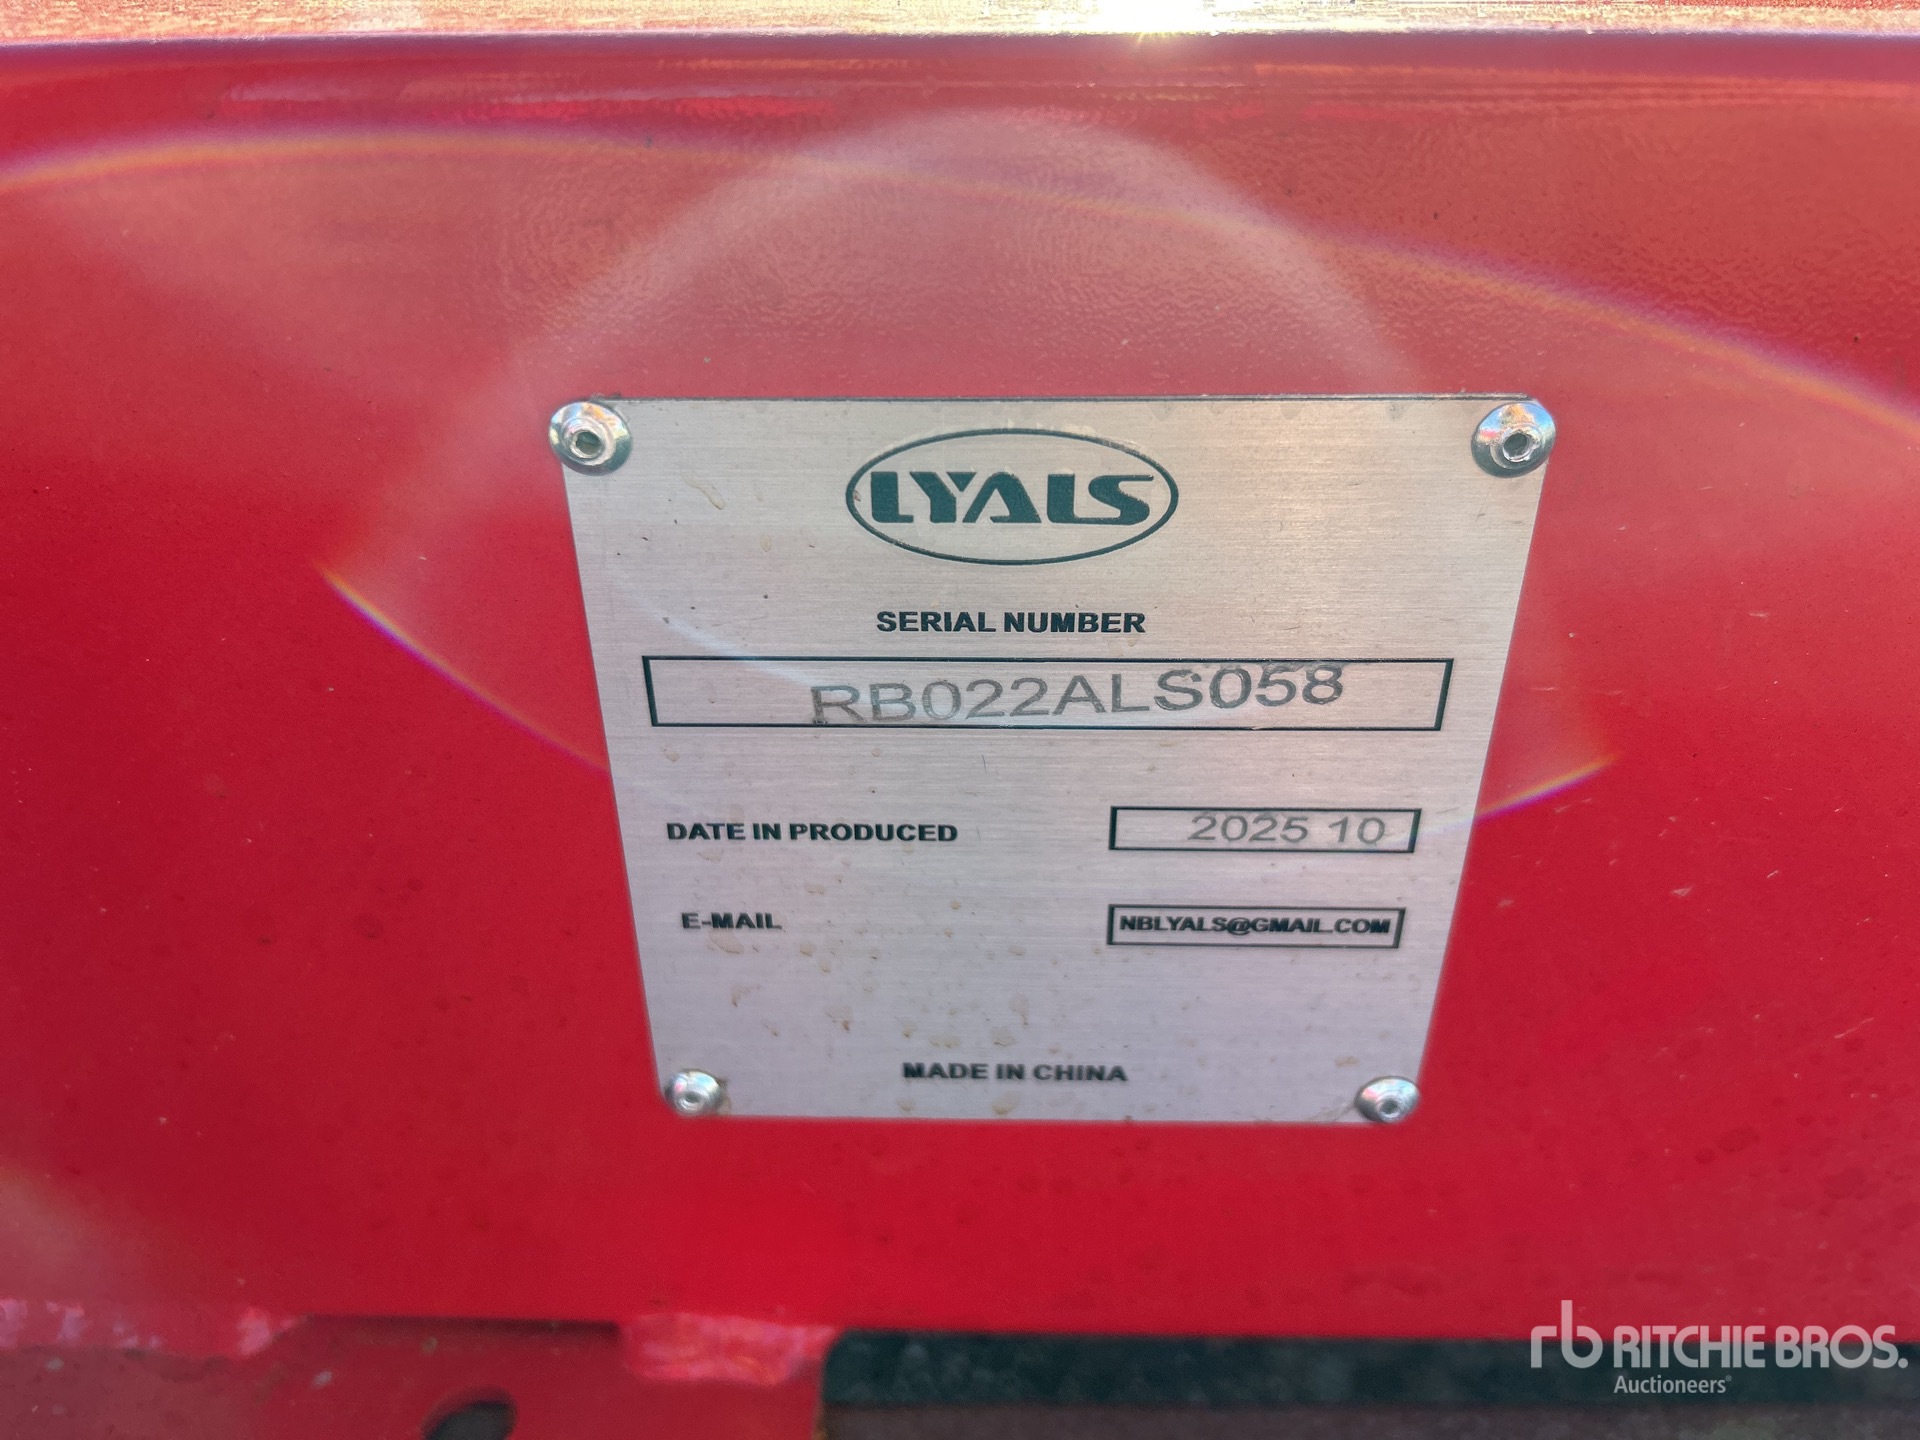 LYALS
SERIAL NUMBER
RB022ALS058
DATE IN PRODUCED 2025 10
E-MAIL NBLYALS@GMAIL.COM
MADE IN CHINA
rb RITCHIE BROS.
Auctioneers®